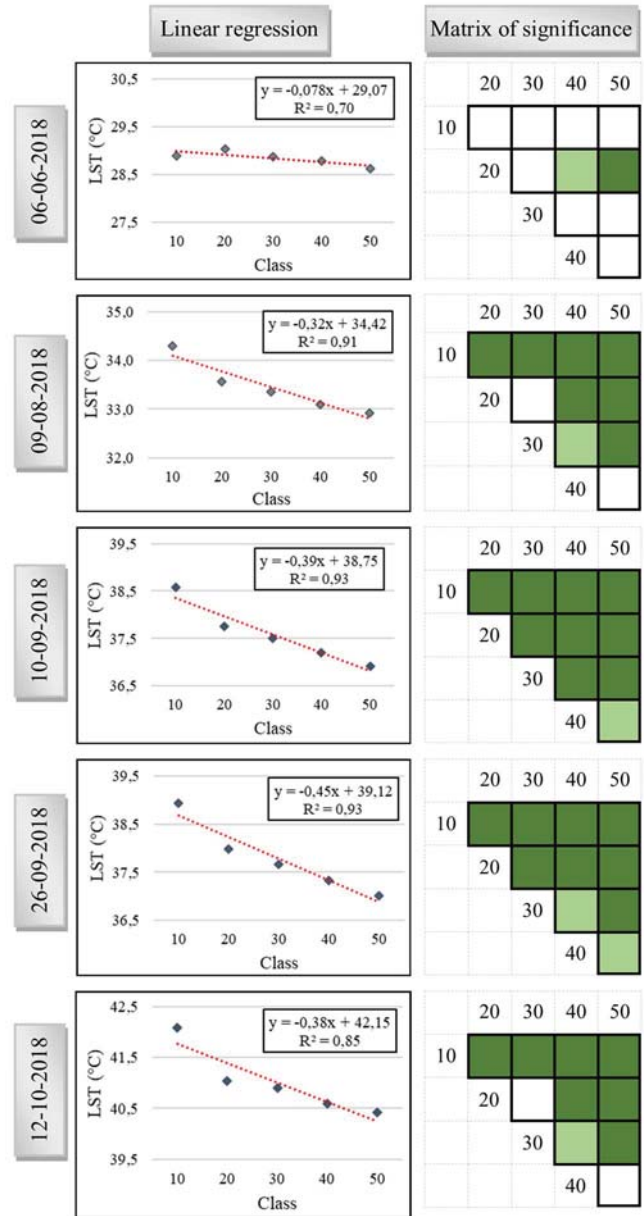 Linear regression
Matrix of significance
06-06-2018
30,5
29,5
28,5
27,5
LST (°C)
y = -0,078x + 29,07
R² = 0,70
10 20 30 40 50
Class
20 30 40 50
10
20
30
40
09-08-2018
35,0
34,0
33,0
32,0
LST (°C)
y = -0,32x + 34,42
R² = 0,91
10 20 30 40 50
Class
20 30 40 50
10
20
30
40
10-09-2018
39,5
38,5
37,5
36,5
LST (°C)
y = -0,39x + 38,75
R² = 0,93
10 20 30 40 50
Class
20 30 40 50
10
20
30
40
26-09-2018
39,5
38,5
37,5
36,5
LST (°C)
y = -0,45x + 39,12
R² = 0,93
10 20 30 40 50
Class
20 30 40 50
10
20
30
40
12-10-2018
42,5
41,5
40,5
39,5
LST (°C)
y = -0,38x + 42,15
R² = 0,85
10 20 30 40 50
Class
20 30 40 50
10
20
30
40